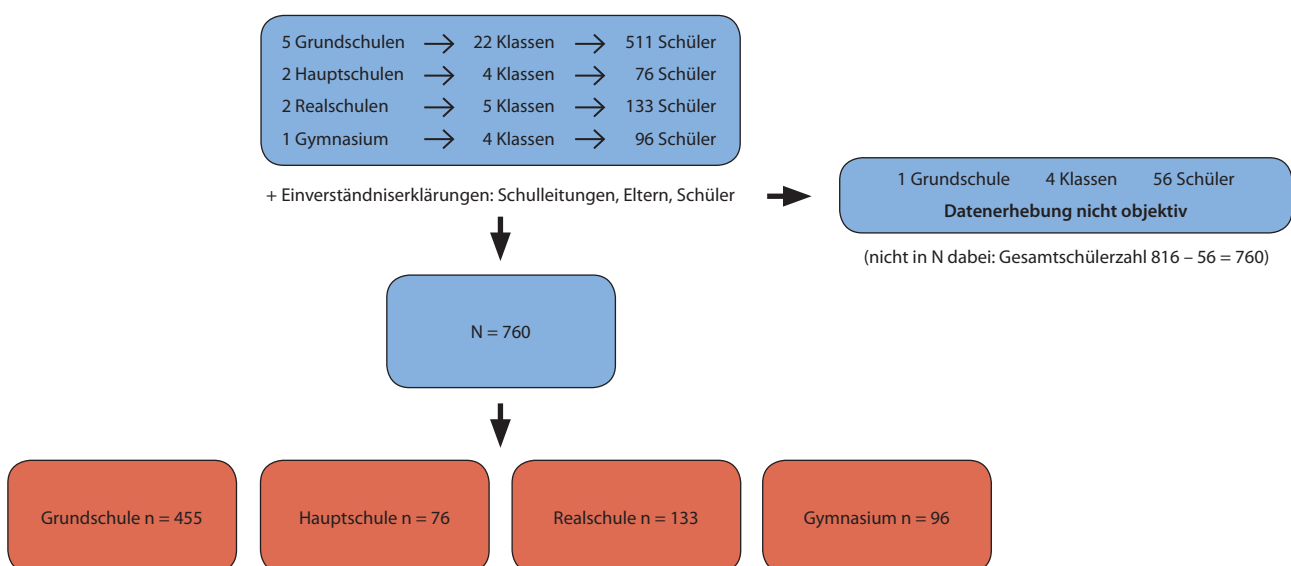 5 Grundschulen → 22 Klassen → 511 Schüler
2 Hauptschulen → 4 Klassen → 76 Schüler
2 Realschulen → 5 Klassen → 133 Schüler
1 Gymnasium → 4 Klassen → 96 Schüler
+ Einverständniserklärungen: Schulleitungen, Eltern, Schüler
1 Grundschule 4 Klassen 56 Schüler
Datenerhebung nicht objektiv
(nicht in N dabei: Gesamtschülerzahl 816 – 56 = 760)
N = 760
Grundschule n = 455
Hauptschule n = 76
Realschule n = 133
Gymnasium n = 96